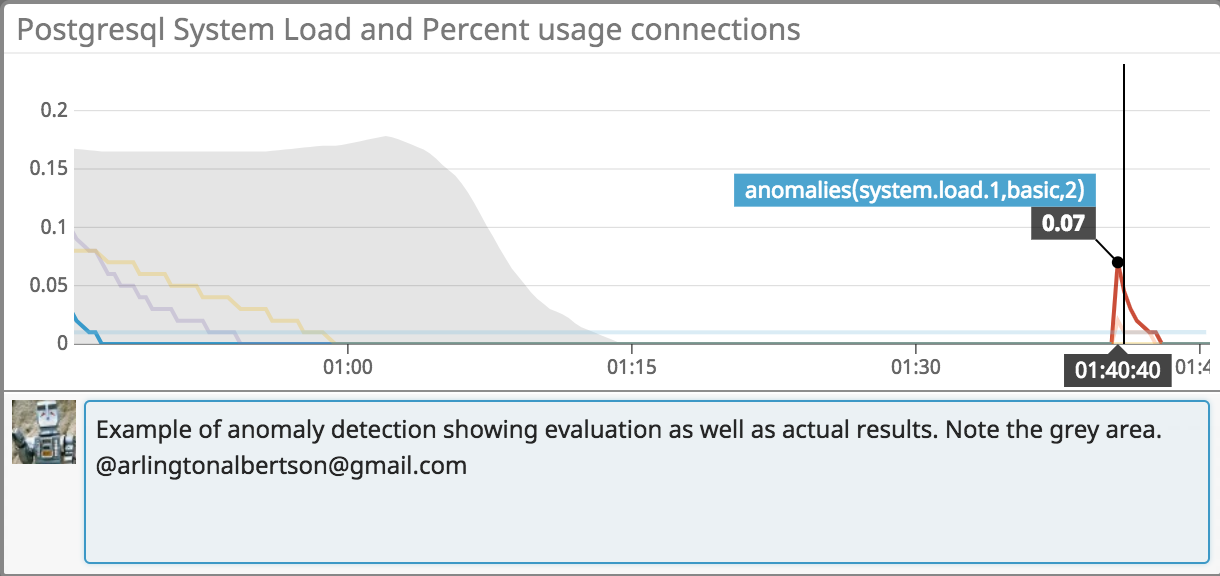 Postgresql System Load and Percent usage connections
0.2
0.15
anomalies(system.load.1,basic,2)
0.07
0.1
0.05
0
01:00
01:15
01:30
01:40:40
01:4
Example of anomaly detection showing evaluation as well as actual results. Note the grey area.
@arlingtonalbertson@gmail.com